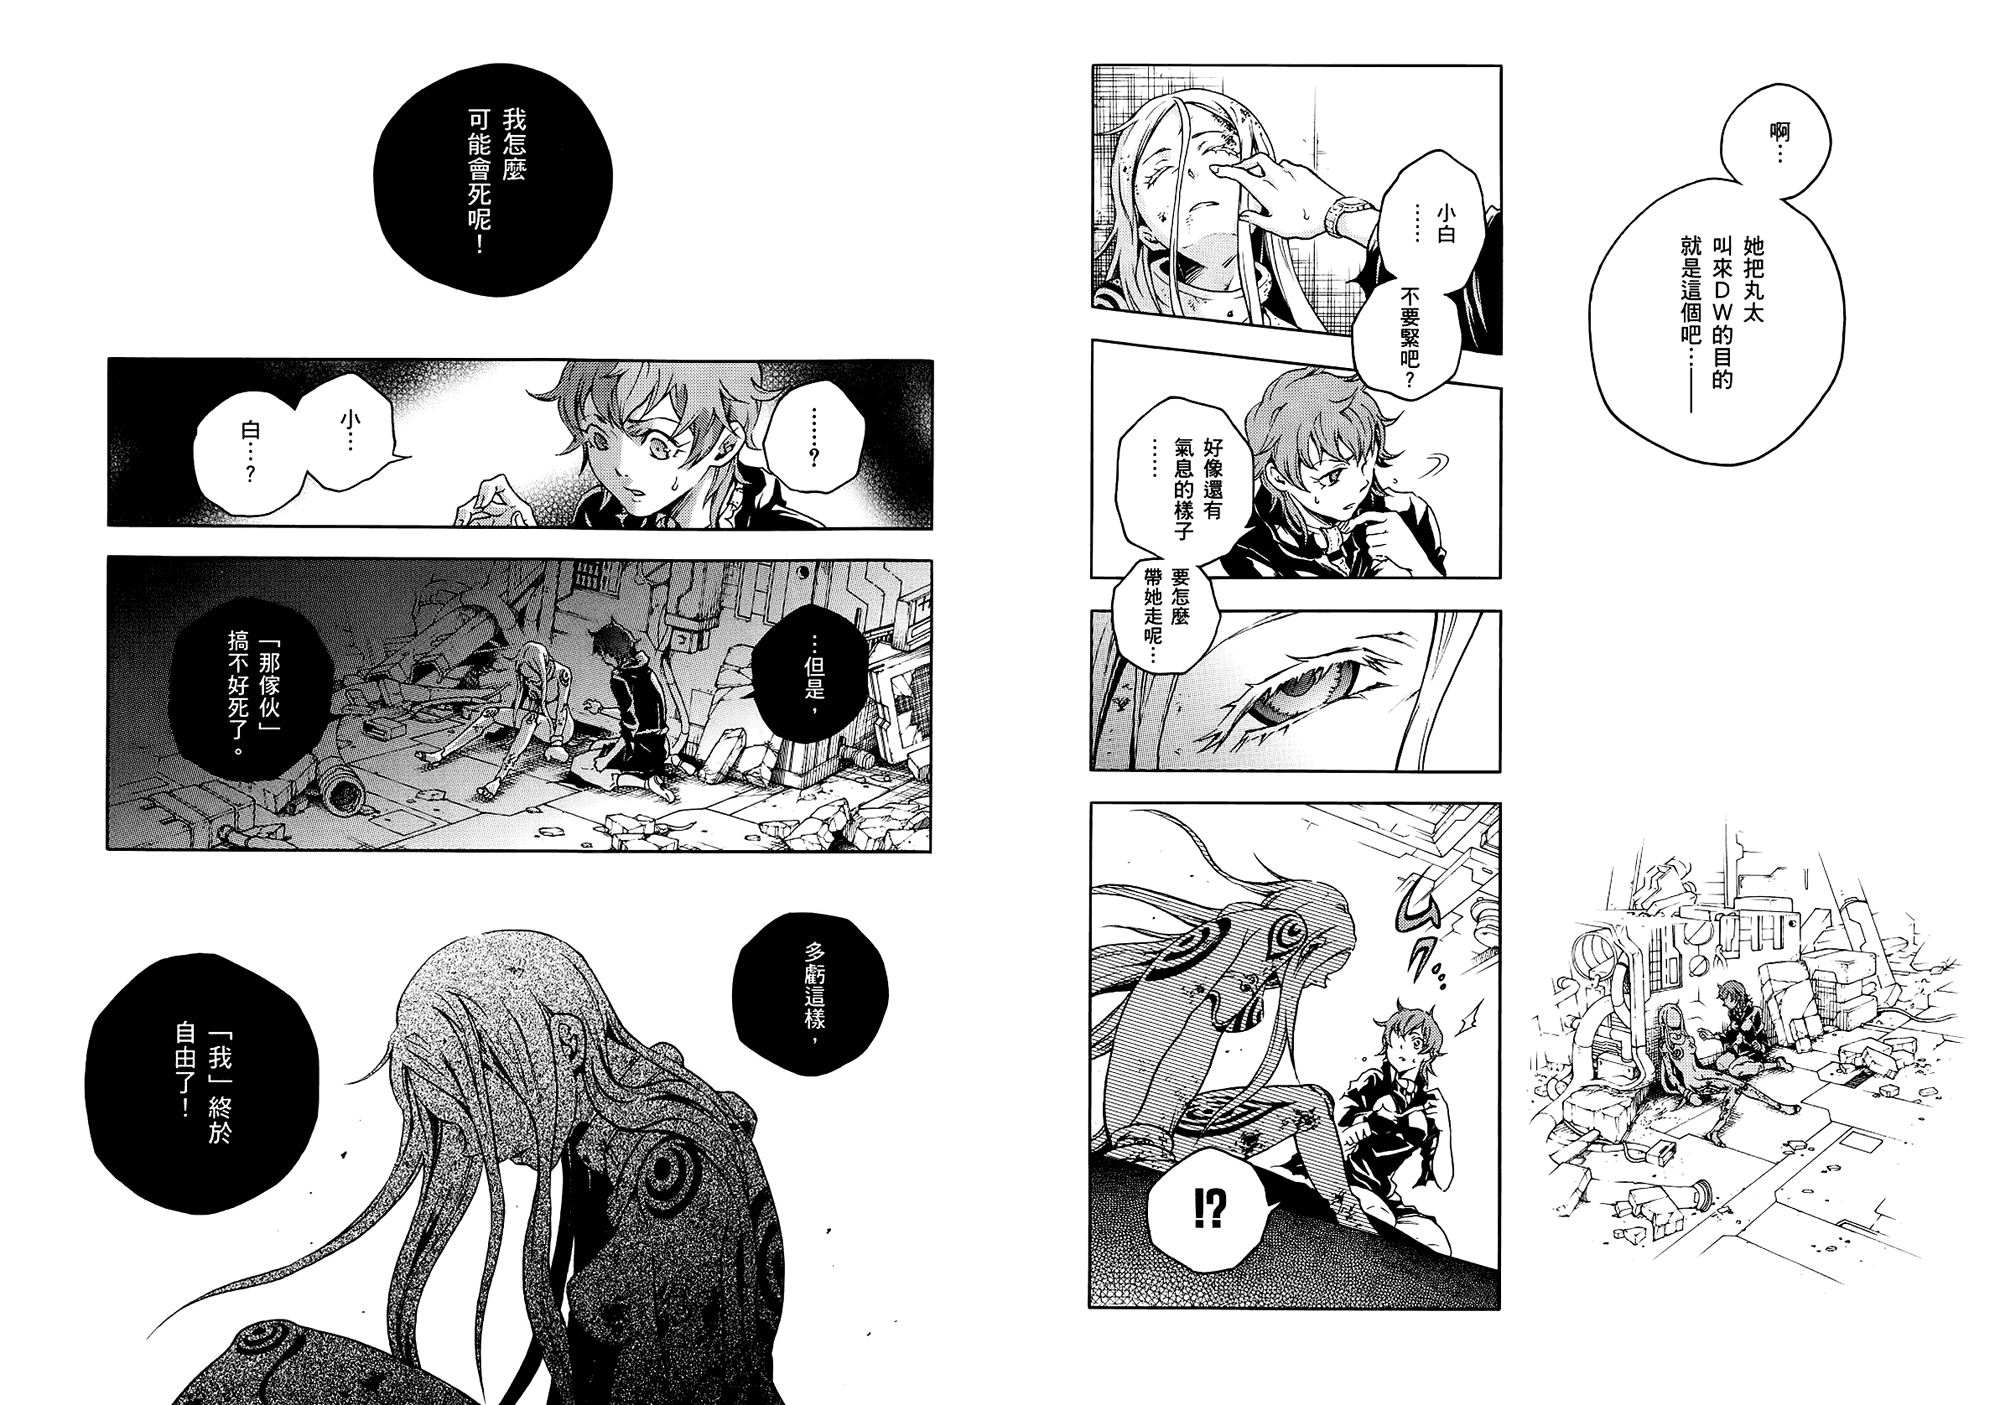 啊…
她把丸太
叫來DW的目的
就是這個吧……——
小白
……
不要緊吧？
好像還有
氣息的樣子
……
要怎麼
帶她走呢…
ムク…
!?
我怎麼
可能會死呢！
……？
小…
白…？
…但是，
「那傢伙」
搞不好死了。
多虧這樣，
「我」終於
自由了！